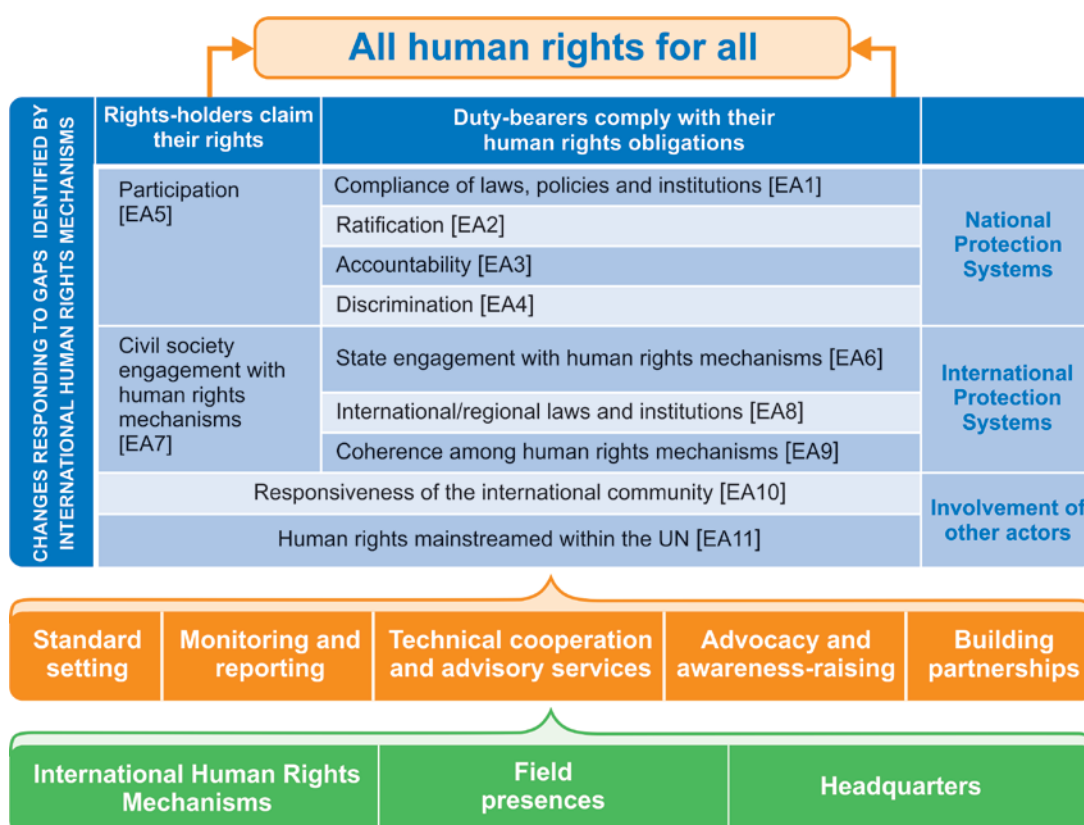 All human rights for all
CHANGES RESPONDING TO GAPS IDENTIFIED BY
INTERNATIONAL HUMAN RIGHTS MECHANISMS
Rights-holders claim
their rights
Duty-bearers comply with their
human rights obligations
Participation
[EA5]
Compliance of laws, policies and institutions [EA1]
Ratification [EA2]
Accountability [EA3]
Discrimination [EA4]
National
Protection
Systems
Civil society
engagement with
human rights
mechanisms
[EA7]
State engagement with human rights mechanisms [EA6]
International/regional laws and institutions [EA8]
Coherence among human rights mechanisms [EA9]
International
Protection
Systems
Responsiveness of the international community [EA10]
Human rights mainstreamed within the UN [EA11]
Involvement of
other actors
Standard
setting
Monitoring and
reporting
Technical cooperation
and advisory services
Advocacy and
awareness-raising
Building
partnerships
International Human Rights
Mechanisms
Field
presences
Headquarters